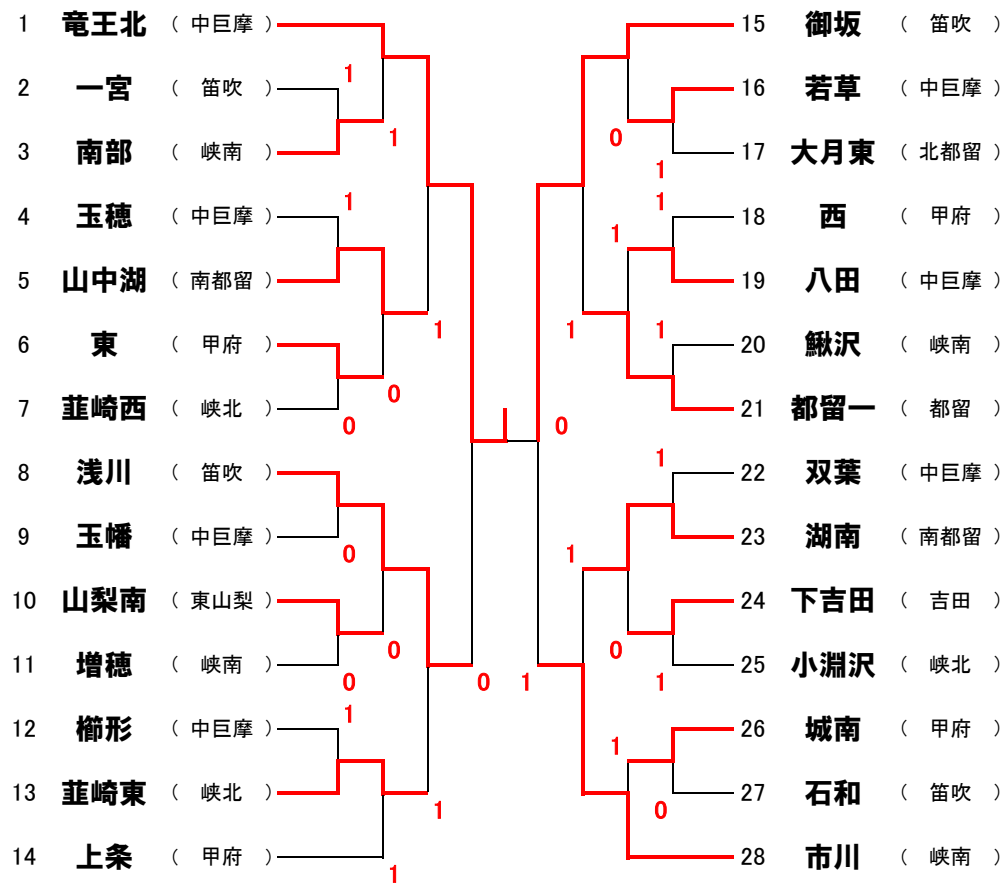 1 竜王北 ( 中巨摩 )
1
2 一宮 ( 笛吹 )
1
3 南部 ( 峡南 )
1
4 玉穂 ( 中巨摩 )
5 山中湖 ( 南都留 )
1
6 東 ( 甲府 )
0
7 韮崎西 ( 峡北 )
0
8 浅川 ( 笛吹 )
9 玉幡 ( 中巨摩 )
0
10 山梨南 ( 東山梨 )
0
11 増穂 ( 峡南 )
0
0
1
12 櫛形 ( 中巨摩 )
13 韮崎東 ( 峡北 )
1
14 上条 ( 甲府 )
1
15 御坂 ( 笛吹 )
16 若草 ( 中巨摩 )
0
17 大月東 ( 北都留 )
1
1
18 西 ( 甲府 )
1
19 八田 ( 中巨摩 )
1
1
20 鰍沢 ( 峡南 )
21 都留一 ( 都留 )
0
1
22 双葉 ( 中巨摩 )
23 湖南 ( 南都留 )
1
24 下吉田 ( 吉田 )
0
25 小淵沢 ( 峡北 )
1
1
26 城南 ( 甲府 )
1
27 石和 ( 笛吹 )
0
28 市川 ( 峡南 )